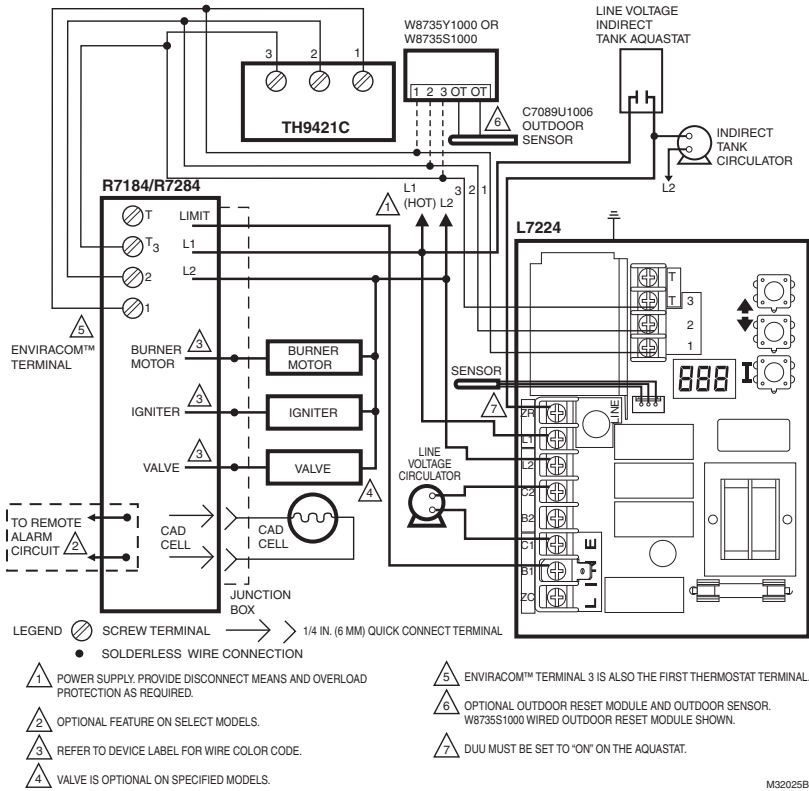 LINE VOLTAGE
INDIRECT
TANK AQUASTAT
W8735Y1000 OR
W8735S1000
3 2 1
TH9421C
1 2 3 OT OT
6
C7089U1006
OUTDOOR
SENSOR
INDIRECT
TANK
CIRCULATOR
L2
R7184/R7284
1
L1
(HOT)
L2
3 2 1
L7224
T
T3
2
1
LIMIT
L1
L2
5
ENVIRACOM™
TERMINAL
BURNER
MOTOR
3
BURNER
MOTOR
IGNITER
3
IGNITER
VALVE
3
VALVE
4
TO REMOTE
ALARM
CIRCUIT
2
CAD
CELL
CAD
CELL
JUNCTION
BOX
SENSOR
7
LINE
VOLTAGE
CIRCULATOR
T
T
3
2
1
888
I
LINE
ZR
L1
L2
C2
B2
C1
B1
ZC
LINE
LEGEND
SCREW TERMINAL
1/4 IN. (6 MM) QUICK CONNECT TERMINAL
SOLDERLESS WIRE CONNECTION
1 POWER SUPPLY. PROVIDE DISCONNECT MEANS AND OVERLOAD
PROTECTION AS REQUIRED.
2 OPTIONAL FEATURE ON SELECT MODELS.
3 REFER TO DEVICE LABEL FOR WIRE COLOR CODE.
4 VALVE IS OPTIONAL ON SPECIFIED MODELS.
5 ENVIRACOM™ TERMINAL 3 IS ALSO THE FIRST THERMOSTAT TERMINAL.
6 OPTIONAL OUTDOOR RESET MODULE AND OUTDOOR SENSOR.
W8735S1000 WIRED OUTDOOR RESET MODULE SHOWN.
7 DUU MUST BE SET TO “ON” ON THE AQUASTAT.
M32025B